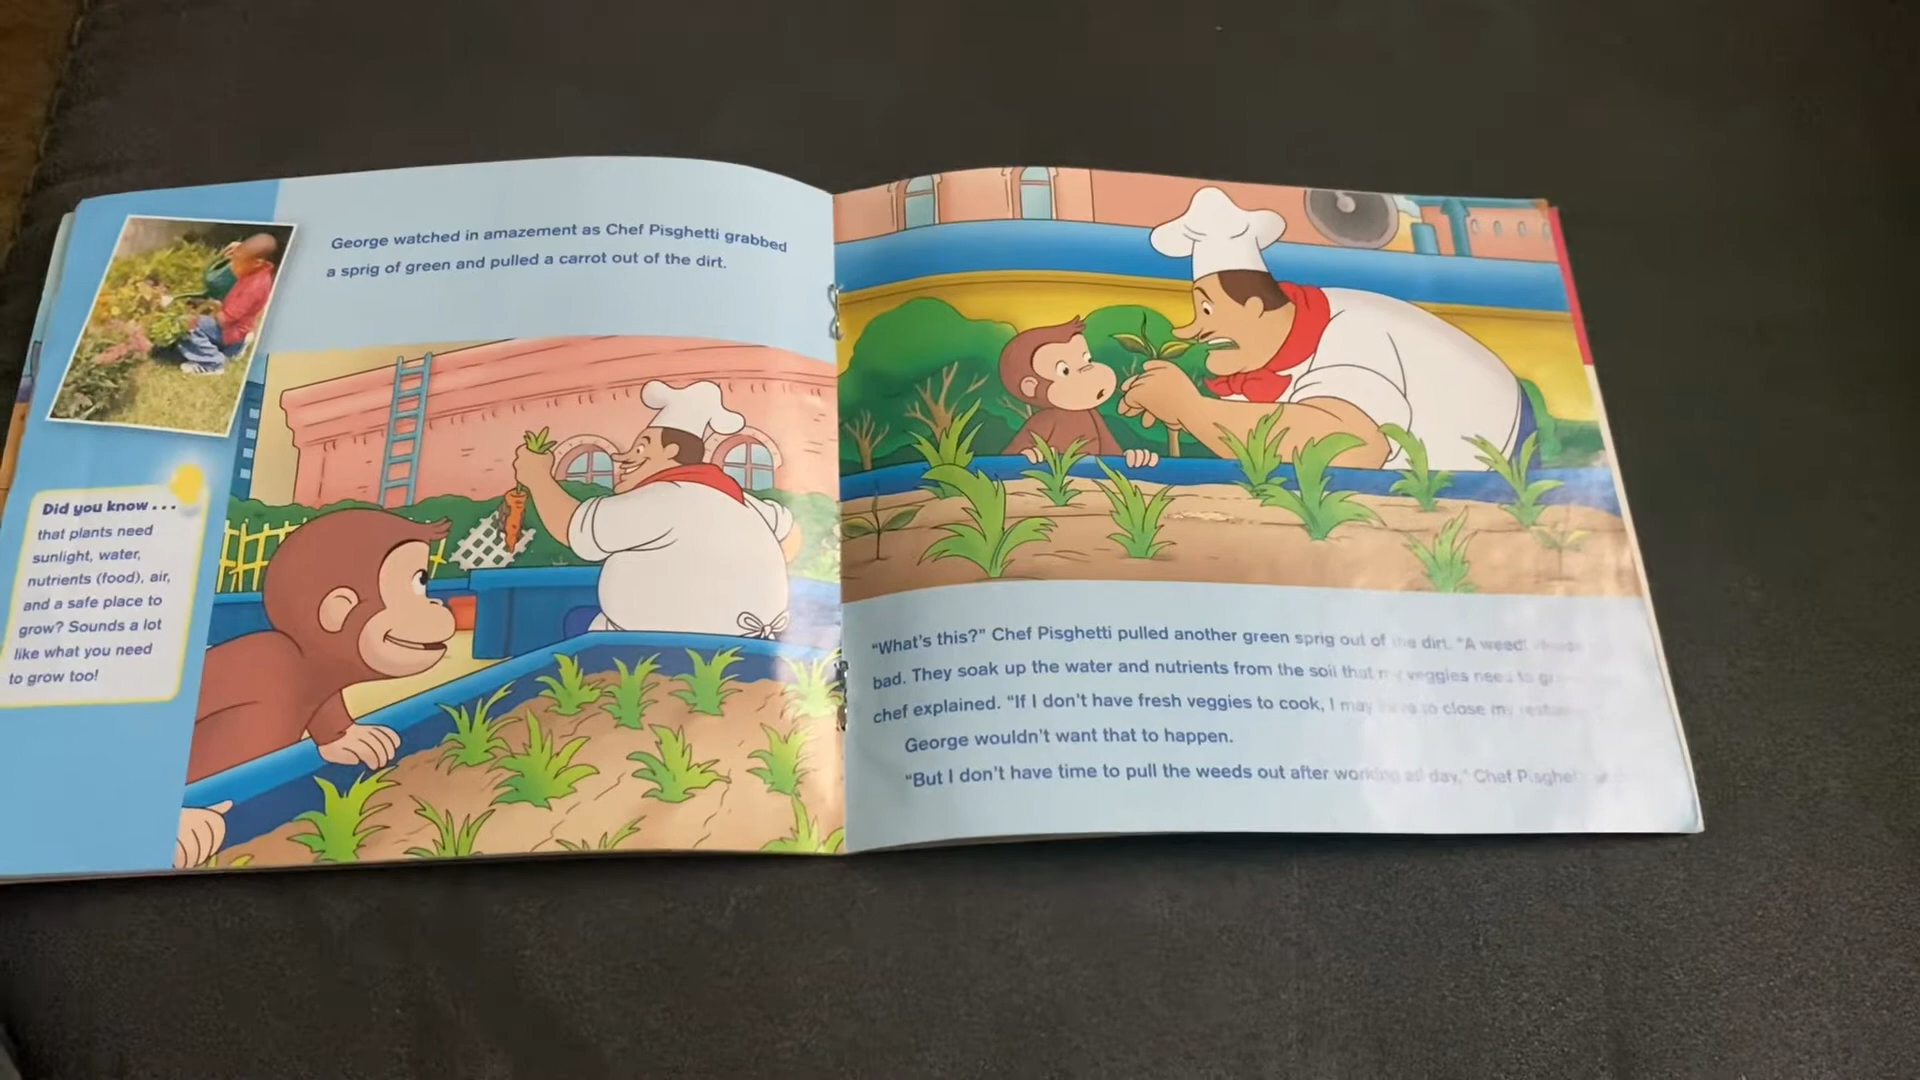 George watched in amazement as Chef Pisghetti grabbed
a sprig of green and pulled a carrot out of the dirt.
Did you know . . .
that plants need
sunlight, water,
nutrients (food), air,
and a safe place to
grow? Sounds a lot
like what you need
to grow too!
"What's this?" Chef Pisghetti pulled another green sprig out of the dirt. "A weed!
bad. They soak up the water and nutrients from the soil that my veggies need to
chef explained. "If I don't have fresh veggies to cook, I may have to close my
George wouldn't want that to happen.
"But I don't have time to pull the weeds out after working all day," Chef